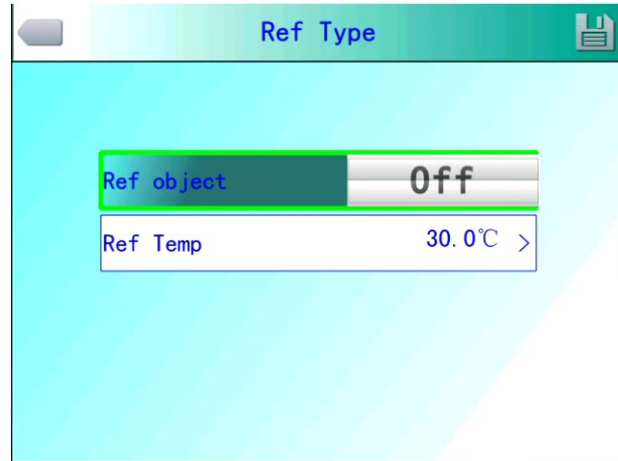 Ref Type
Ref object Off
Ref Temp 30.0℃ >